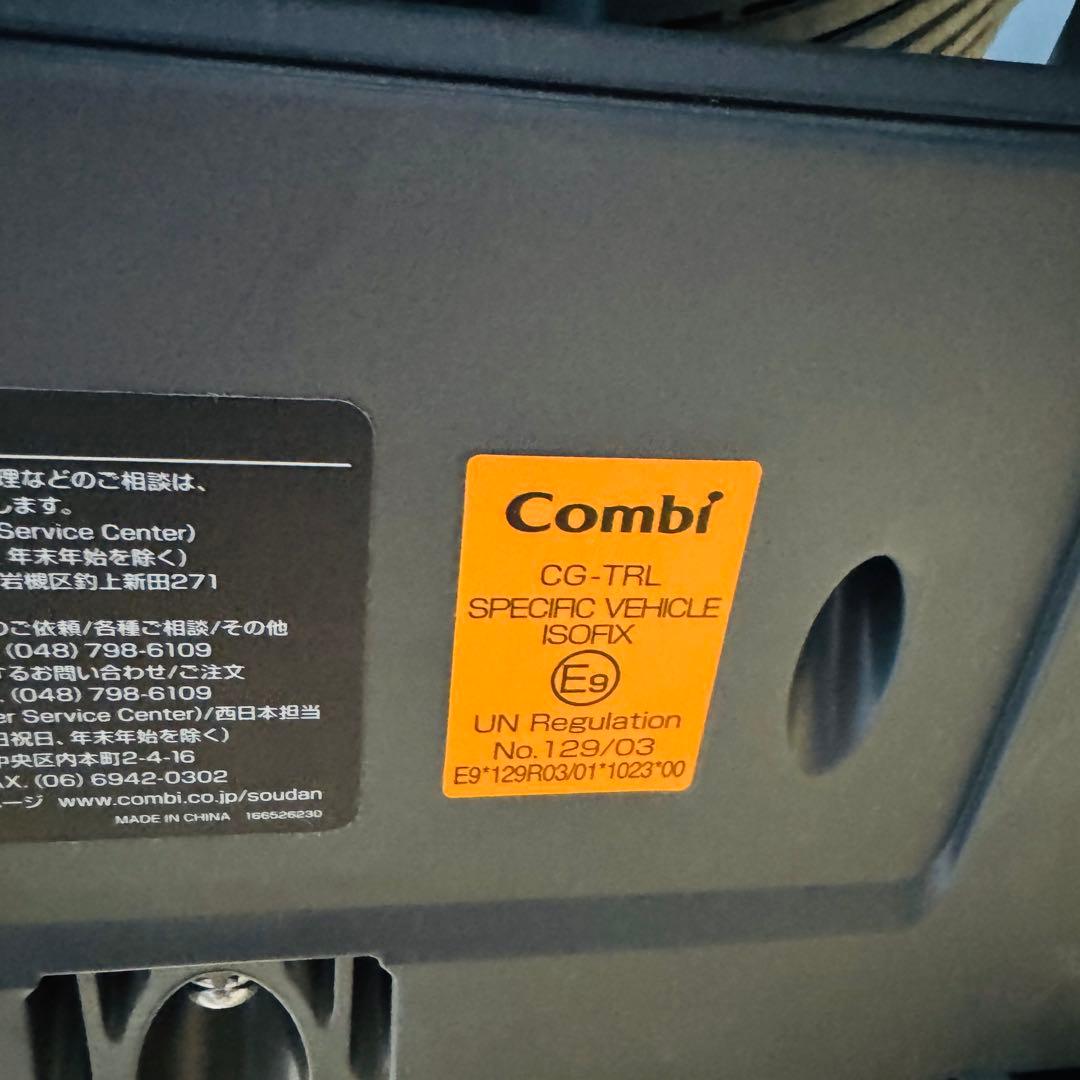 理などのご相談は、
します。
Service Center)
年末年始を除く)
岩槻区釣上新田271
のご依頼/各種ご相談/その他
(048) 798-6109
するお問い合わせ/ご注文
(048) 798-6109
er Service Center)/西日本担当
日祝日、年末年始を除く)
中央区内本町2-4-16
AX. (06) 6942-0302
ージ www.combi.co.jp/soudan
MADE IN CHINA 166526230
Combi
CG-TRL
SPECIFIC VEHICLE
ISOFIX
E9
UN Regulation
No.129/03
E9*129R03/01*1023*00